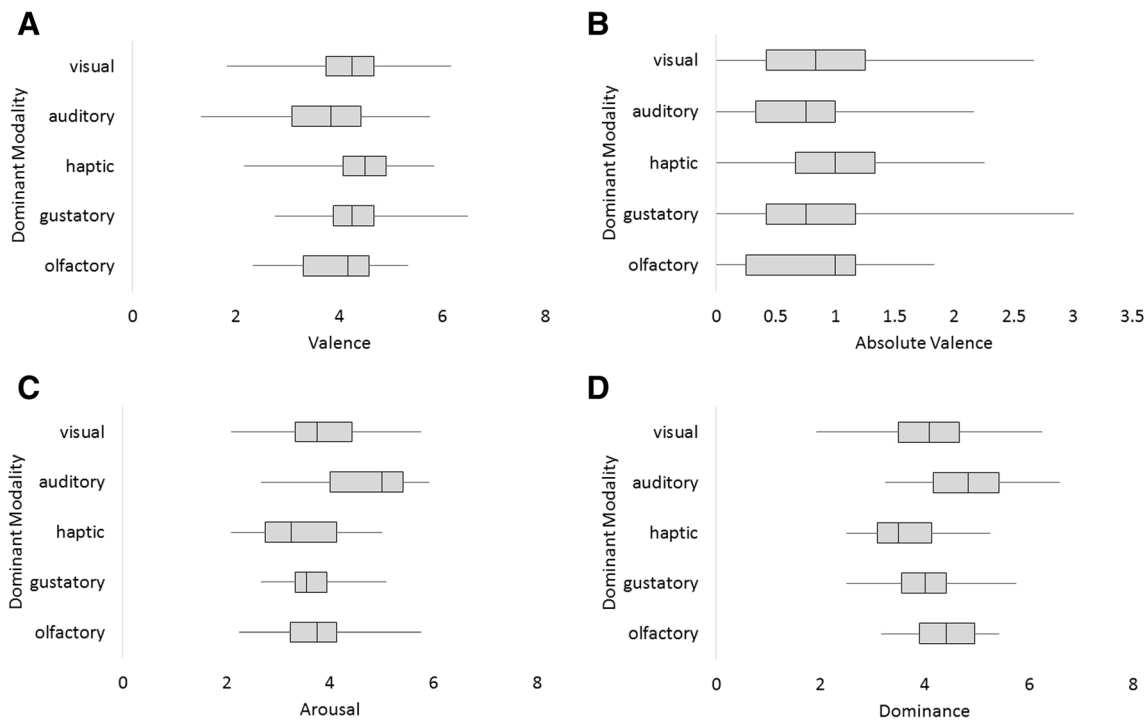 A
Dominant Modality
visual
auditory
haptic
gustatory
olfactory
0 2 4 6 8
Valence
B
Dominant Modality
visual
auditory
haptic
gustatory
olfactory
0 0.5 1 1.5 2 2.5 3 3.5
Absolute Valence
C
Dominant Modality
visual
auditory
haptic
gustatory
olfactory
0 2 4 6 8
Arousal
D
Dominant Modality
visual
auditory
haptic
gustatory
olfactory
0 2 4 6 8
Dominance